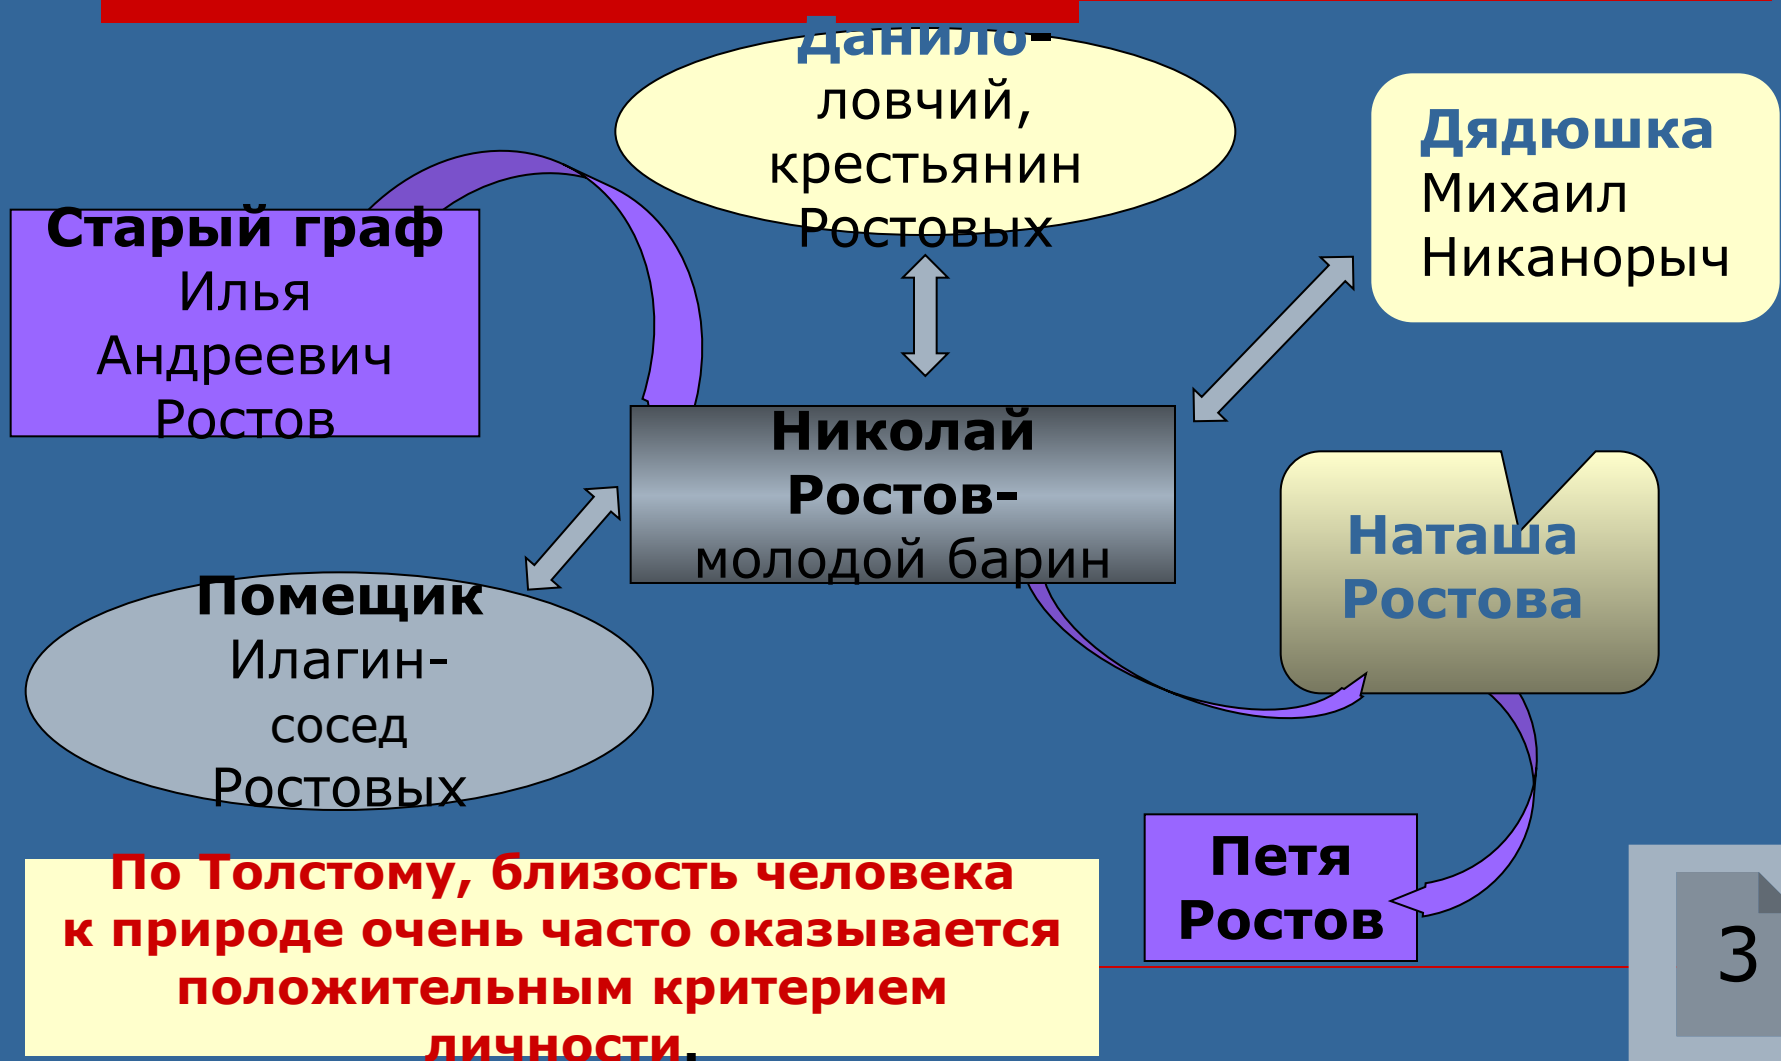 Данило-
ловчий,
крестьянин
Ростовых
Дядюшка
Михаил
Никанорыч
Старый граф
Илья
Андреевич
Ростов
Николай
Ростов-
молодой барин
Наташа
Ростова
Помещик
Илагин-
сосед
Ростовых
Петя
Ростов
По Толстому, близость человека
к природе очень часто оказывается
положительным критерием
личности.
3